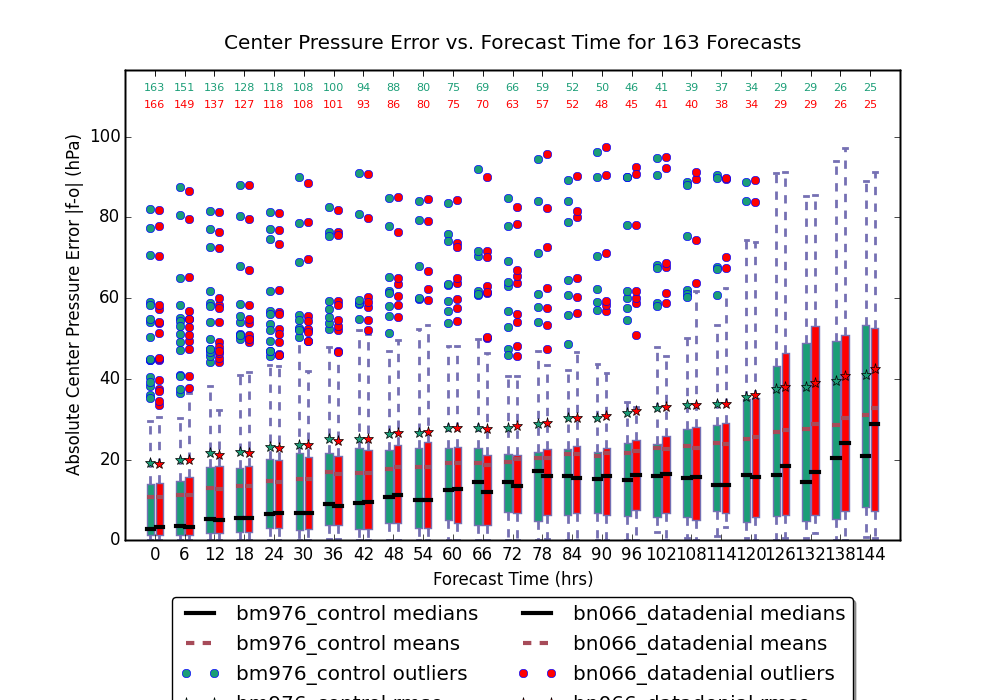 Center Pressure Error vs. Forecast Time for 163 Forecasts
163 151 136 128 118 108 100 94 88 80 75 69 66 59 52 50 46 41 39 37 34 29 29 26 25
166 149 137 127 118 108 101 93 86 80 75 70 63 57 52 48 45 41 40 38 34 29 29 26 25
Absolute Center Pressure Error |f-o| (hPa)
100
80
60
40
20
0
0 6 12 18 24 30 36 42 48 54 60 66 72 78 84 90 96 102 108 114 120 126 132 138 144
Forecast Time (hrs)
bm976_control medians bn066_datadenial medians
bm976_control means bn066_datadenial means
bm976_control outliers bn066_datadenial outliers
bm976_control rmse bn066_datadenial rmse